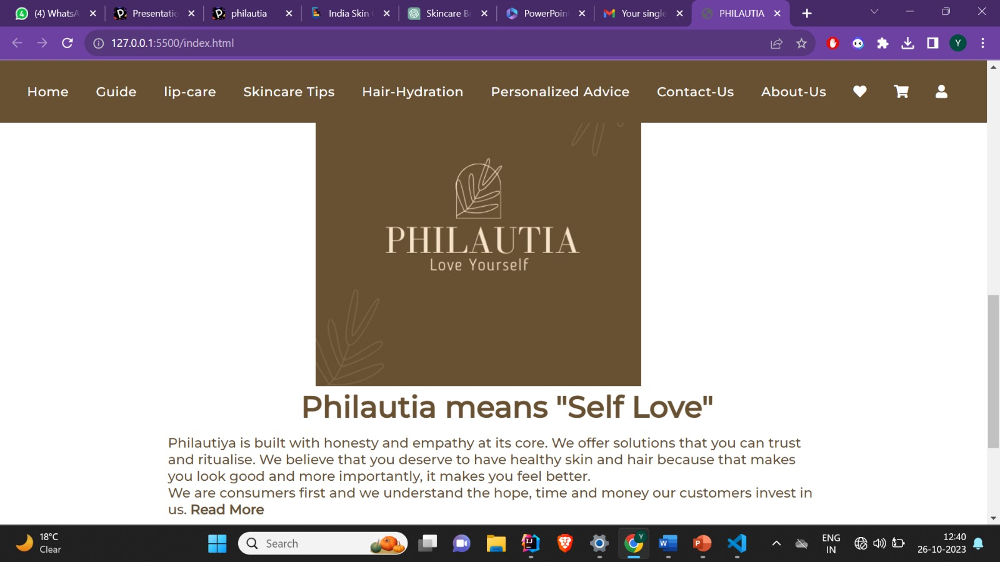 (4) WhatsA
Presentatio
philautia
India Skin
Skincare B
PowerPoin
Your single
PHILAUTIA
127.0.0.1:5500/index.html
Y
Home
Guide
lip-care
Skincare Tips
Hair-Hydration
Personalized Advice
Contact-Us
About-Us
PHILAUTIA
Love Yourself
Philautia means "Self Love"
Philautiya is built with honesty and empathy at its core. We offer solutions that you can trust
and ritualise. We believe that you deserve to have healthy skin and hair because that makes
you look good and more importantly, it makes you feel better.
We are consumers first and we understand the hope, time and money our customers invest in
us. Read More
18°C
Clear
Search
ENG
IN
12:40
26-10-2023